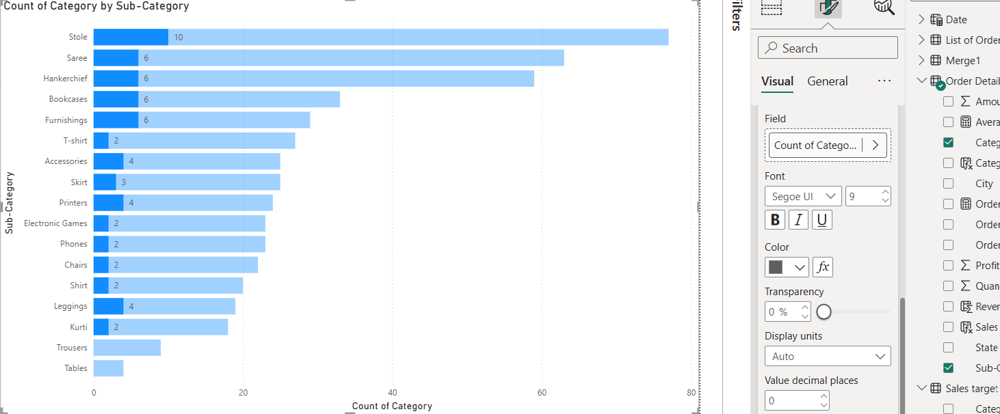 Count of Category by Sub-Category
Stole 10
Saree 6
Hankerchief 6
Bookcases 6
Furnishings 6
T-shirt 2
Accessories 4
Skirt 3
Printers 4
Electronic Games 2
Phones 2
Chairs 2
Shirt 2
Leggings 4
Kurti 2
Trousers
Tables
Sub-Category
0 20 40 60 80
Count of Category
Filters
Search
Visual General ...
Field
Count of Catego...
Font
Segoe UI 9
B I U
Color
fx
Transparency
0 %
Display units
Auto
Value decimal places
0
Date
List of Order
Merge1
Order Detail
Σ Amou
Avera
Categ
Categ
City
Order
Order
Order
Σ Profit
Σ Quan
Rever
Sales
State
Sub-C
Sales target
Categ